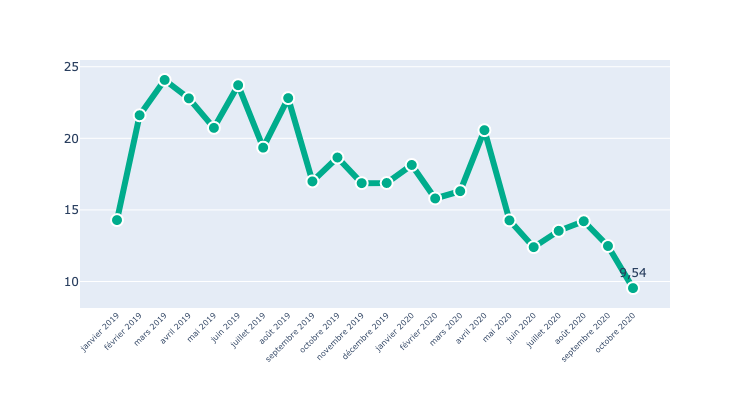 25
20
15
10
9.54
janvier 2019
février 2019
mars 2019
avril 2019
mai 2019
juin 2019
juillet 2019
août 2019
septembre 2019
octobre 2019
novembre 2019
décembre 2019
janvier 2020
février 2020
mars 2020
avril 2020
mai 2020
juin 2020
juillet 2020
août 2020
septembre 2020
octobre 2020